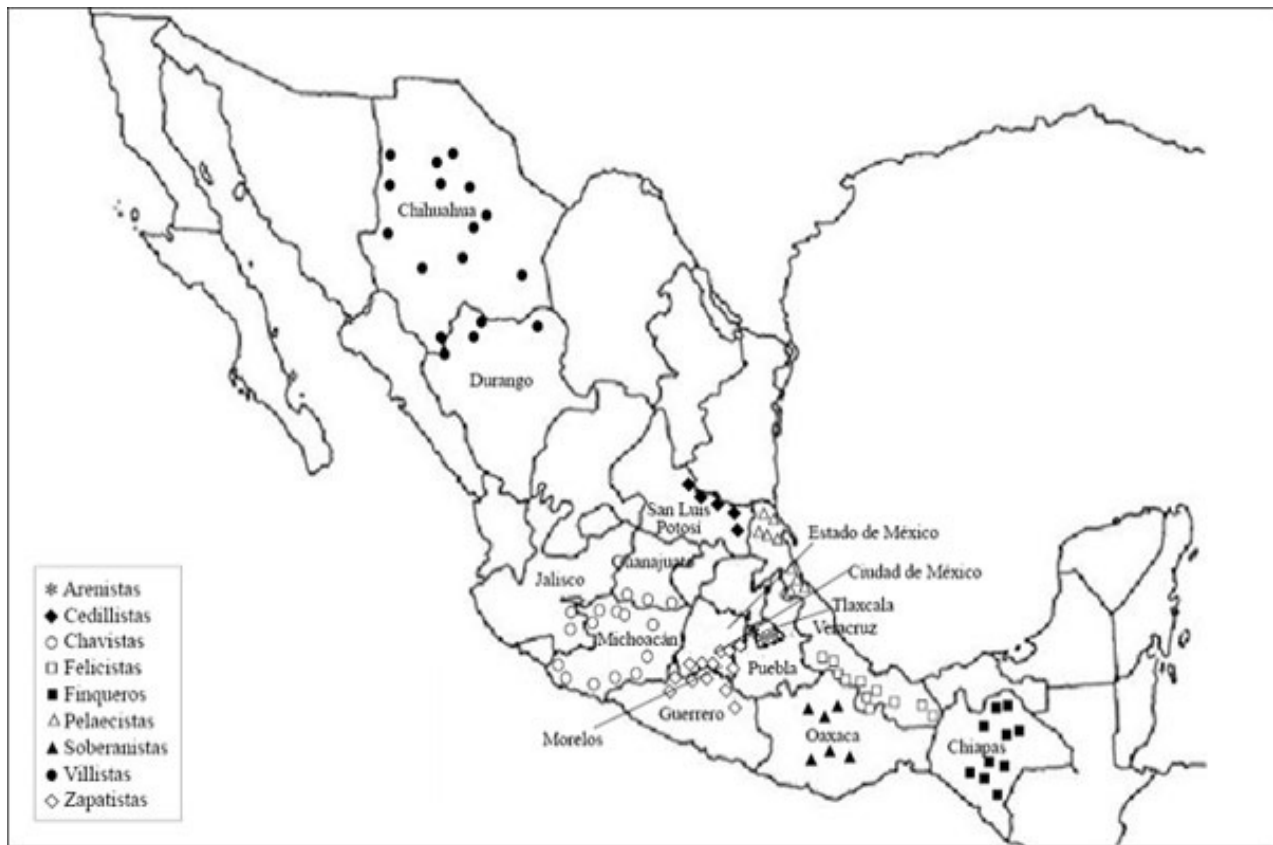 Chihuahua
Durango
San Luis
Potosí
Estado de México
Guanajuato
Jalisco
Ciudad de México
Tlaxcala
Veracruz
Michoacán
Puebla
Guerrero
Morelos
Oaxaca
Chiapas
Arenistas
Cedillistas
Chavistas
Felicistas
Finqueros
Pelaecistas
Soberanistas
Villistas
Zapatistas